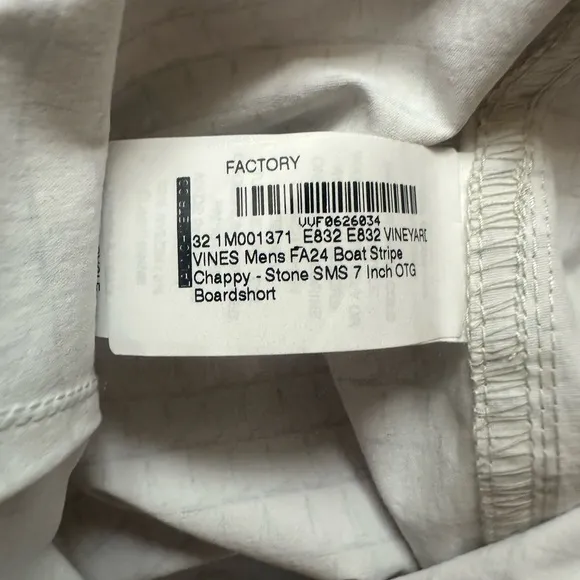 FACTORY
VVF0626034
32 1M001371 E832 E832 VINEYARD
VINES Mens FA24 Boat Stripe
Chappy - Stone SMS 7 Inch OTG
Boardshort